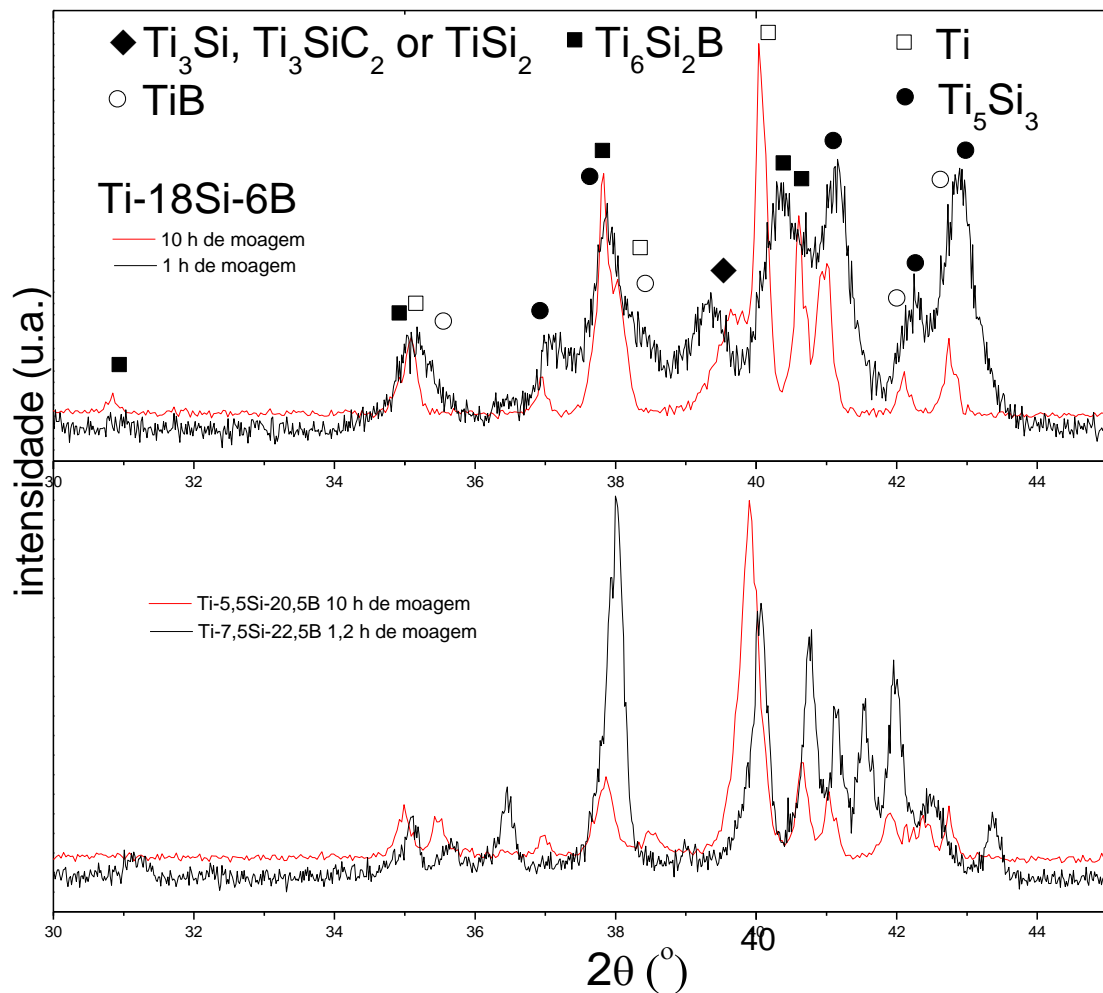 ◆ Ti₃Si, Ti₃SiC₂ or TiSi₂ ■ Ti₆Si₂B □ Ti
○ TiB ● Ti₅Si₃
Ti-18Si-6B
10 h de moagem
1 h de moagem
30 32 34 36 38 40 42 44
intensidade (u.a.)
Ti-5,5Si-20,5B 10 h de moagem
Ti-7,5Si-22,5B 1,2 h de moagem
30 32 34 36 38 40 42 44
40
2θ (°)